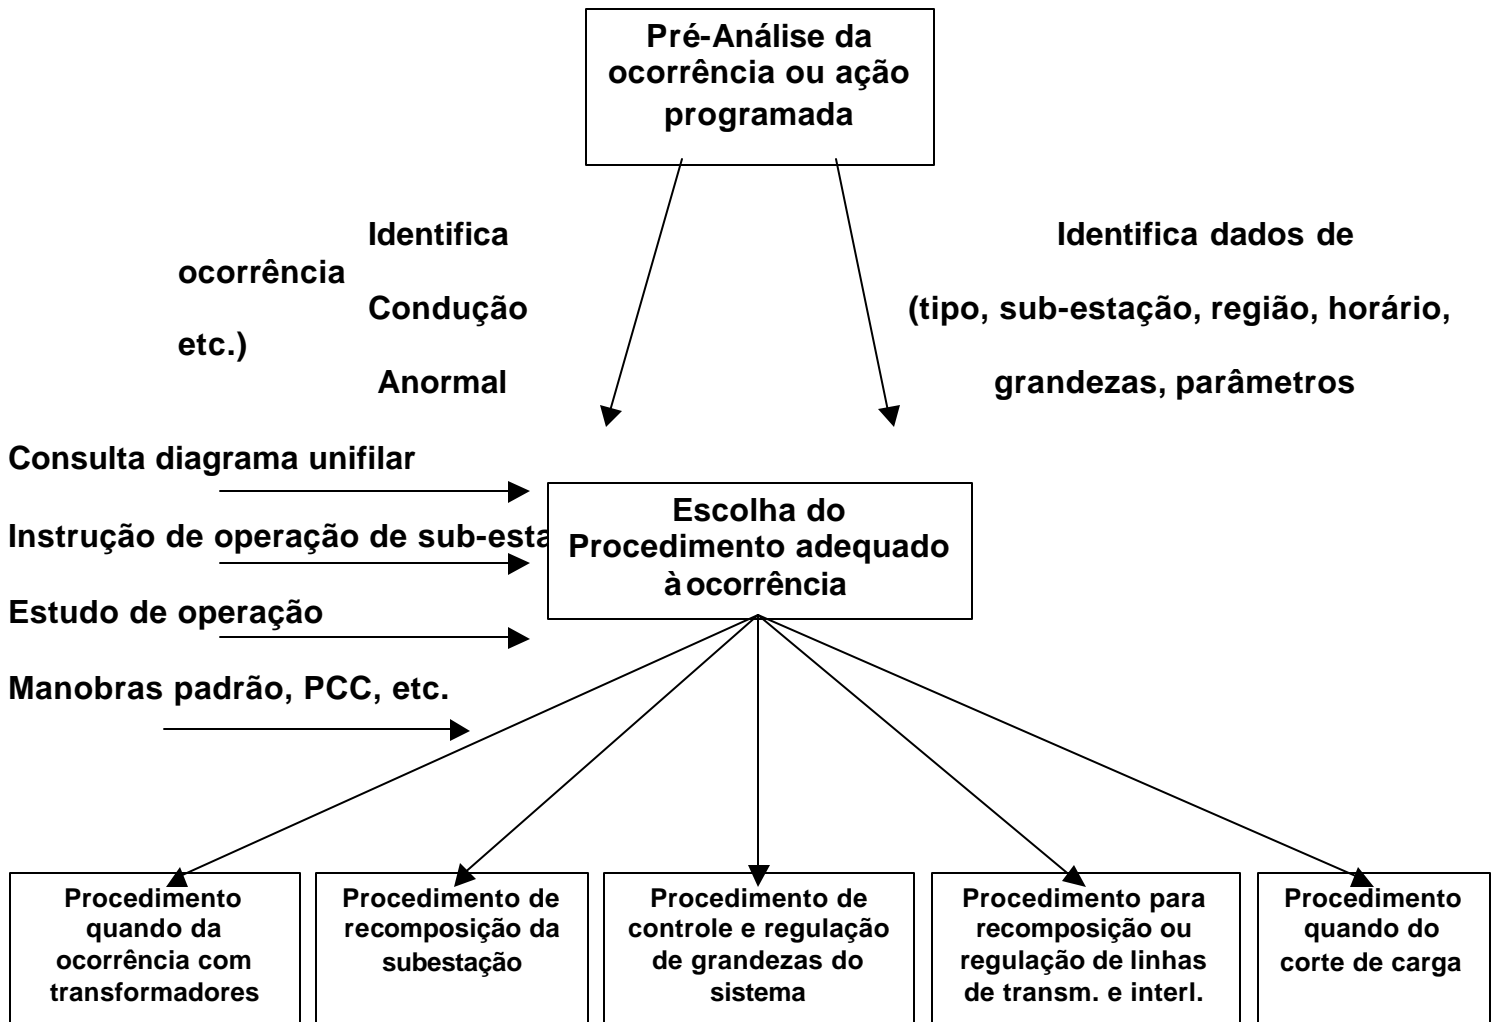 Pré-Análise da
ocorrência ou ação
programada
Identifica Identifica dados de
ocorrência
Condução (tipo, sub-estação, região, horário,
etc.)
Anormal grandezas, parâmetros
Consulta diagrama unifilar
Instrução de operação de sub-esta
Estudo de operação
Manobras padrão, PCC, etc.
Escolha do
Procedimento adequado
à ocorrência
Procedimento
quando da
ocorrência com
transformadores
Procedimento de
recomposição da
subestação
Procedimento de
controle e regulação
de grandezas do
sistema
Procedimento para
recomposição ou
regulação de linhas
de transm. e interl.
Procedimento
quando do
corte de carga